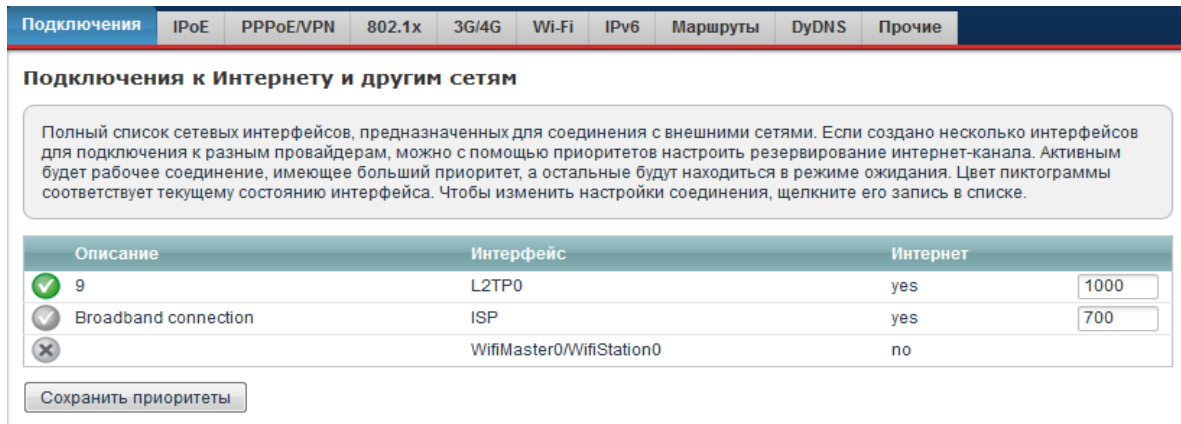 Подключения IPoE PPPoE/VPN 802.1x 3G/4G Wi-Fi IPv6 Маршруты DyDNS Прочие
Подключения к Интернету и другим сетям
Полный список сетевых интерфейсов, предназначенных для соединения с внешними сетями. Если создано несколько интерфейсов
для подключения к разным провайдерам, можно с помощью приоритетов настроить резервирование интернет-канала. Активным
будет рабочее соединение, имеющее больший приоритет, а остальные будут находиться в режиме ожидания. Цвет пиктограммы
соответствует текущему состоянию интерфейса. Чтобы изменить настройки соединения, щелкните его запись в списке.
Описание Интерфейс Интернет
9 L2TP0 yes 1000
Broadband connection ISP yes 700
WifiMaster0/WifiStation0 no
Сохранить приоритеты